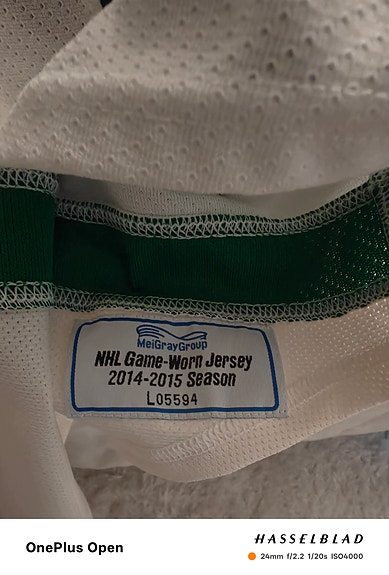 MeiGrayGroup
NHL Game-Worn Jersey
2014-2015 Season
L05594
OnePlus Open
HASSELBLAD
24mm f/2.2 1/20s ISO4000